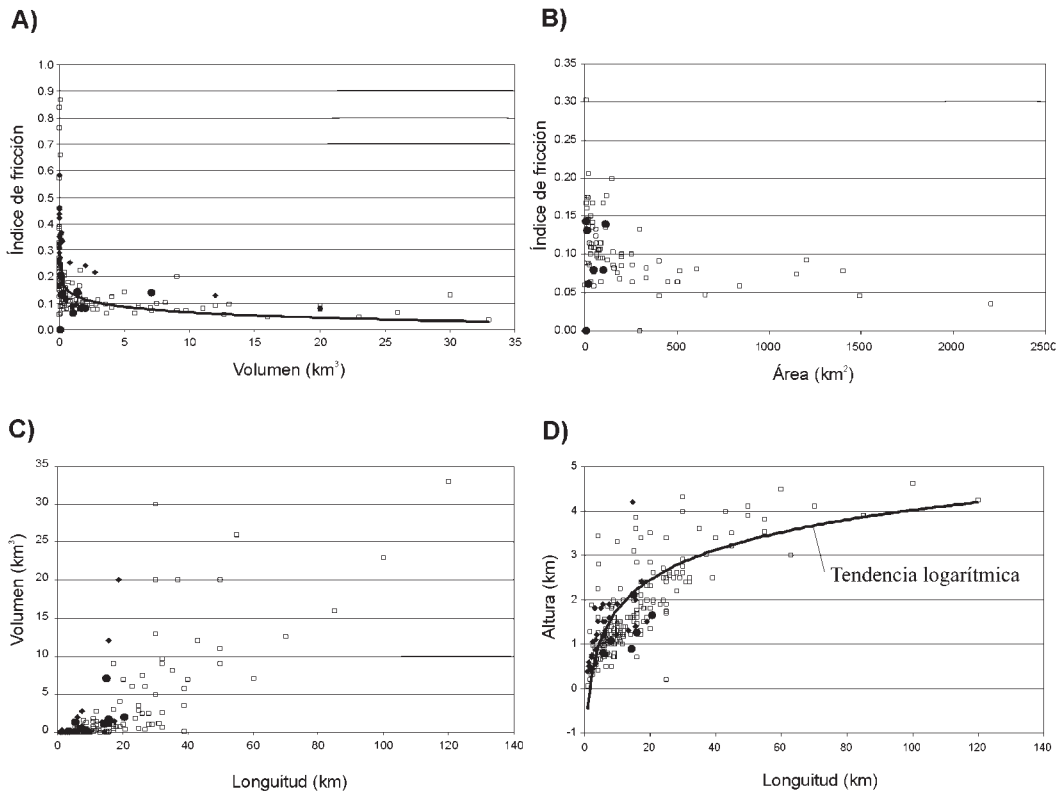 A)
Índice de fricción
1.0
0.9
0.8
0.7
0.6
0.5
0.4
0.3
0.2
0.1
0.0
0 5 10 15 20 25 30 35
Volumen (km³)
B)
Índice de fricción
0.35
0.30
0.25
0.20
0.15
0.10
0.05
0.00
0 500 1000 1500 2000 2500
Área (km²)
C)
Volumen (km³)
35
30
25
20
15
10
5
0
0 20 40 60 80 100 120 140
Longuitud (km)
D)
Altura (km)
5
4
3
2
1
0
-1
Tendencia logarítmica
0 20 40 60 80 100 120 140
Longuitud (km)